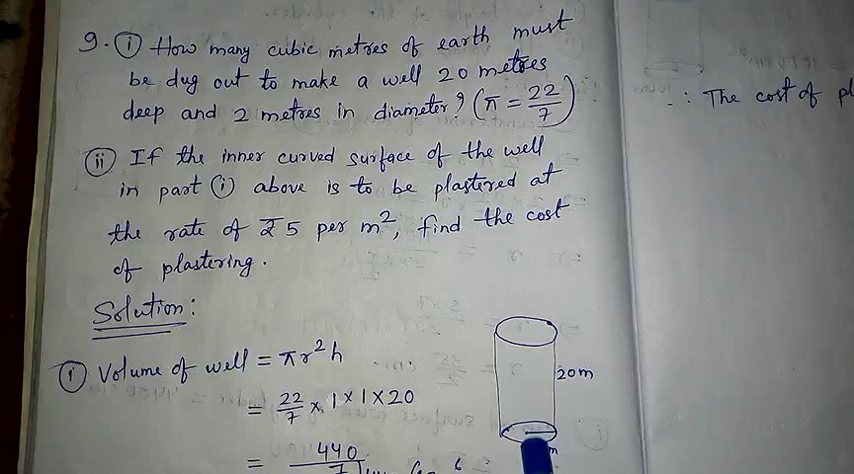 9. (i) How many cubic metres of earth must
be dug out to make a well 20 metres
deep and 2 metres in diameter? (π = 22/7)
(ii) If the inner curved surface of the well
in part (i) above is to be plastered at
the rate of ₹5 per m², find the cost
of plastering.
Solution:
(i) Volume of well = πr²h
= 22/7 × 1 × 1 × 20
= 440/7
20m
m
∴ The cost of pl